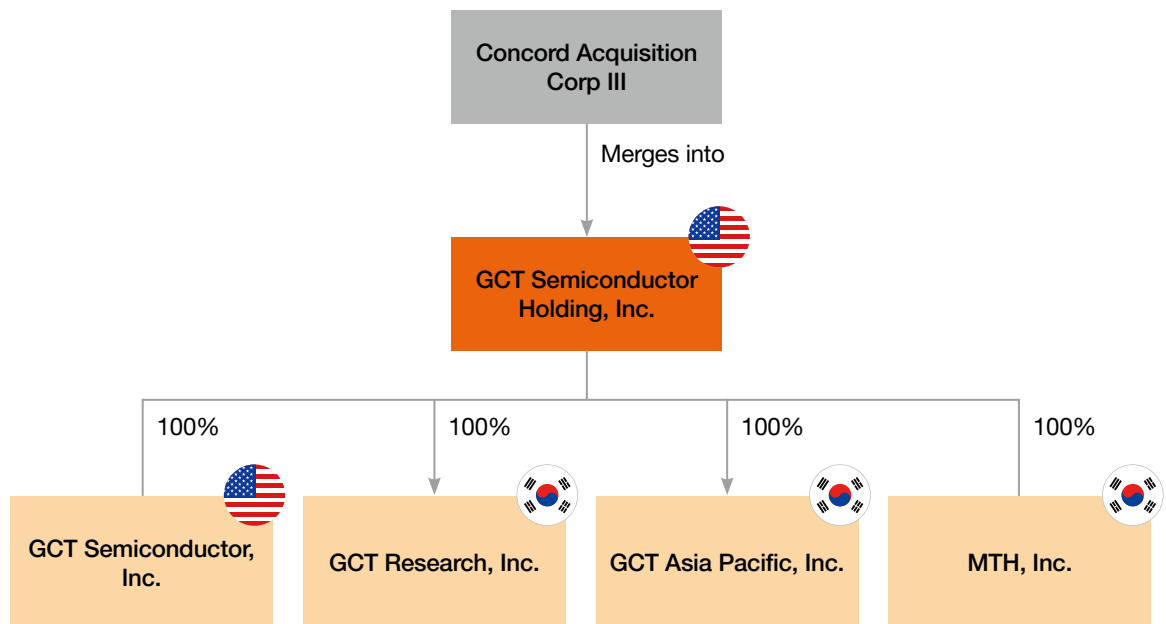 Concord Acquisition
Corp III
Merges into
GCT Semiconductor
Holding, Inc.
100%
100%
100%
100%
GCT Semiconductor,
Inc.
GCT Research, Inc.
GCT Asia Pacific, Inc.
MTH, Inc.